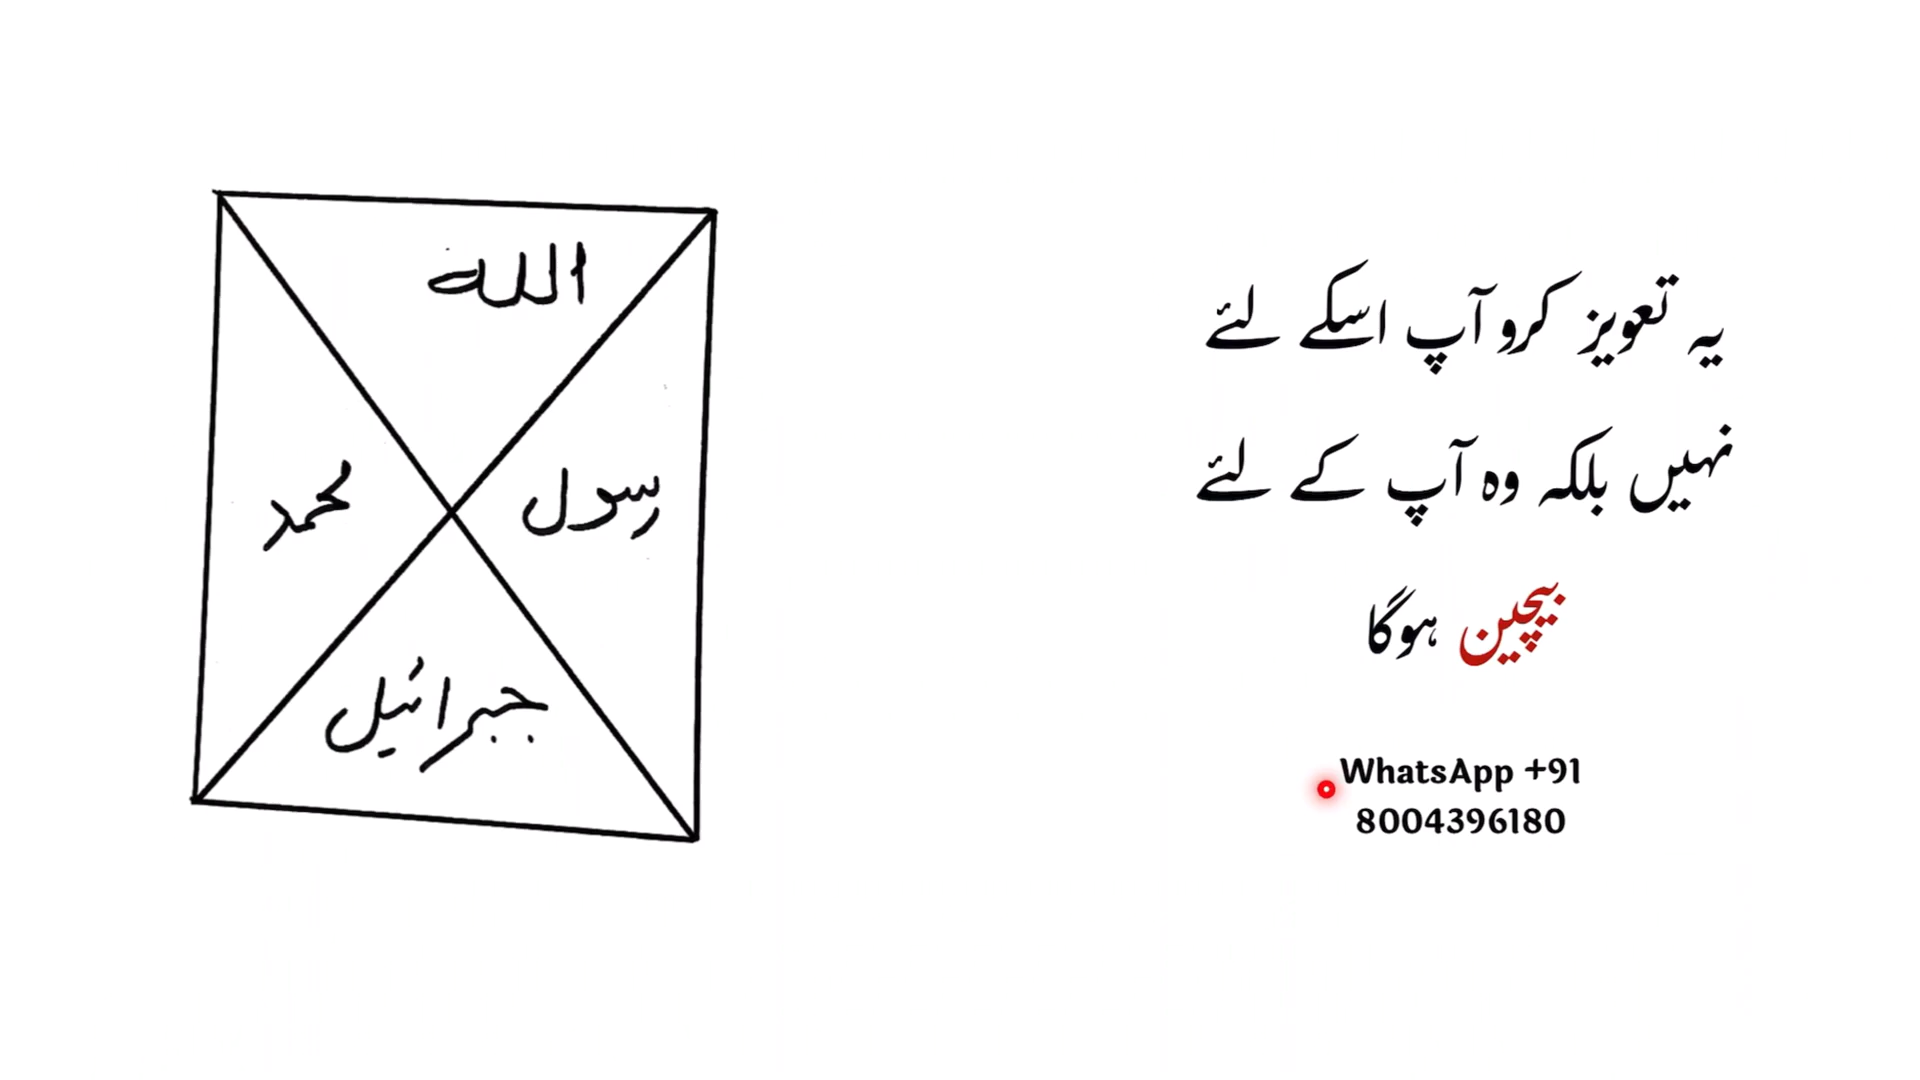 الله
رسول
محمد
جبرائیل
یہ تعویز کرو آپ اسکے لئے
نہیں بلکہ وہ آپ کے لئے
بیچین ہوگا
WhatsApp +91
8004396180